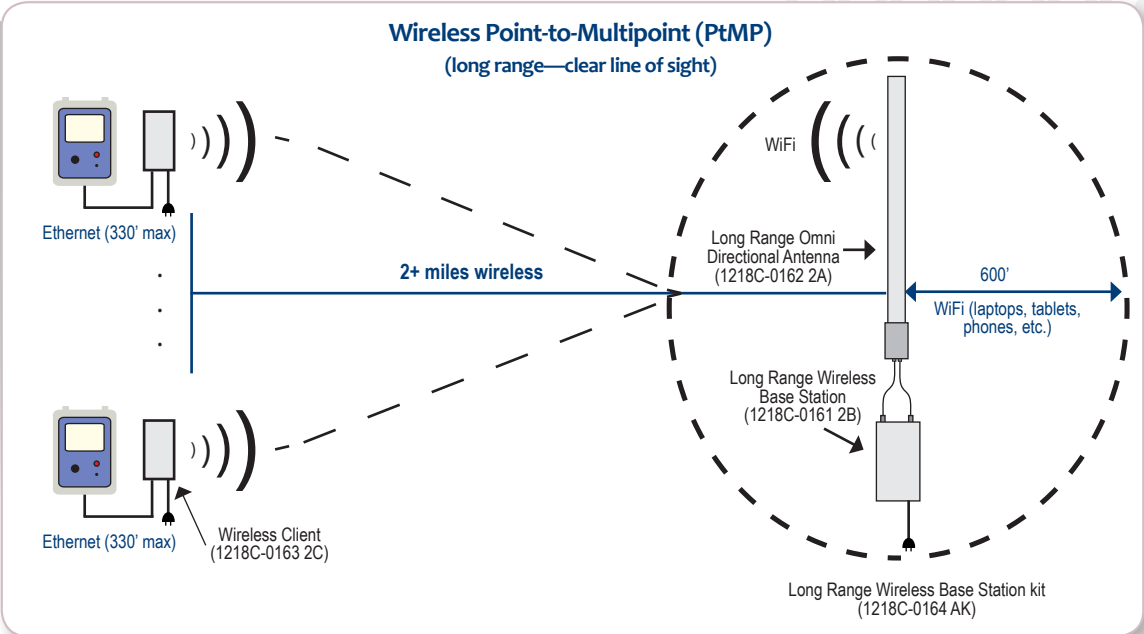 Wireless Point-to-Multipoint (PtMP)
(long range—clear line of sight)
Ethernet (330' max)
2+ miles wireless
Ethernet (330' max)
Wireless Client
(1218C-0163 2C)
WiFi
Long Range Omni
Directional Antenna
(1218C-0162 2A)
600'
WiFi (laptops, tablets,
phones, etc.)
Long Range Wireless
Base Station
(1218C-0161 2B)
Long Range Wireless Base Station kit
(1218C-0164 AK)